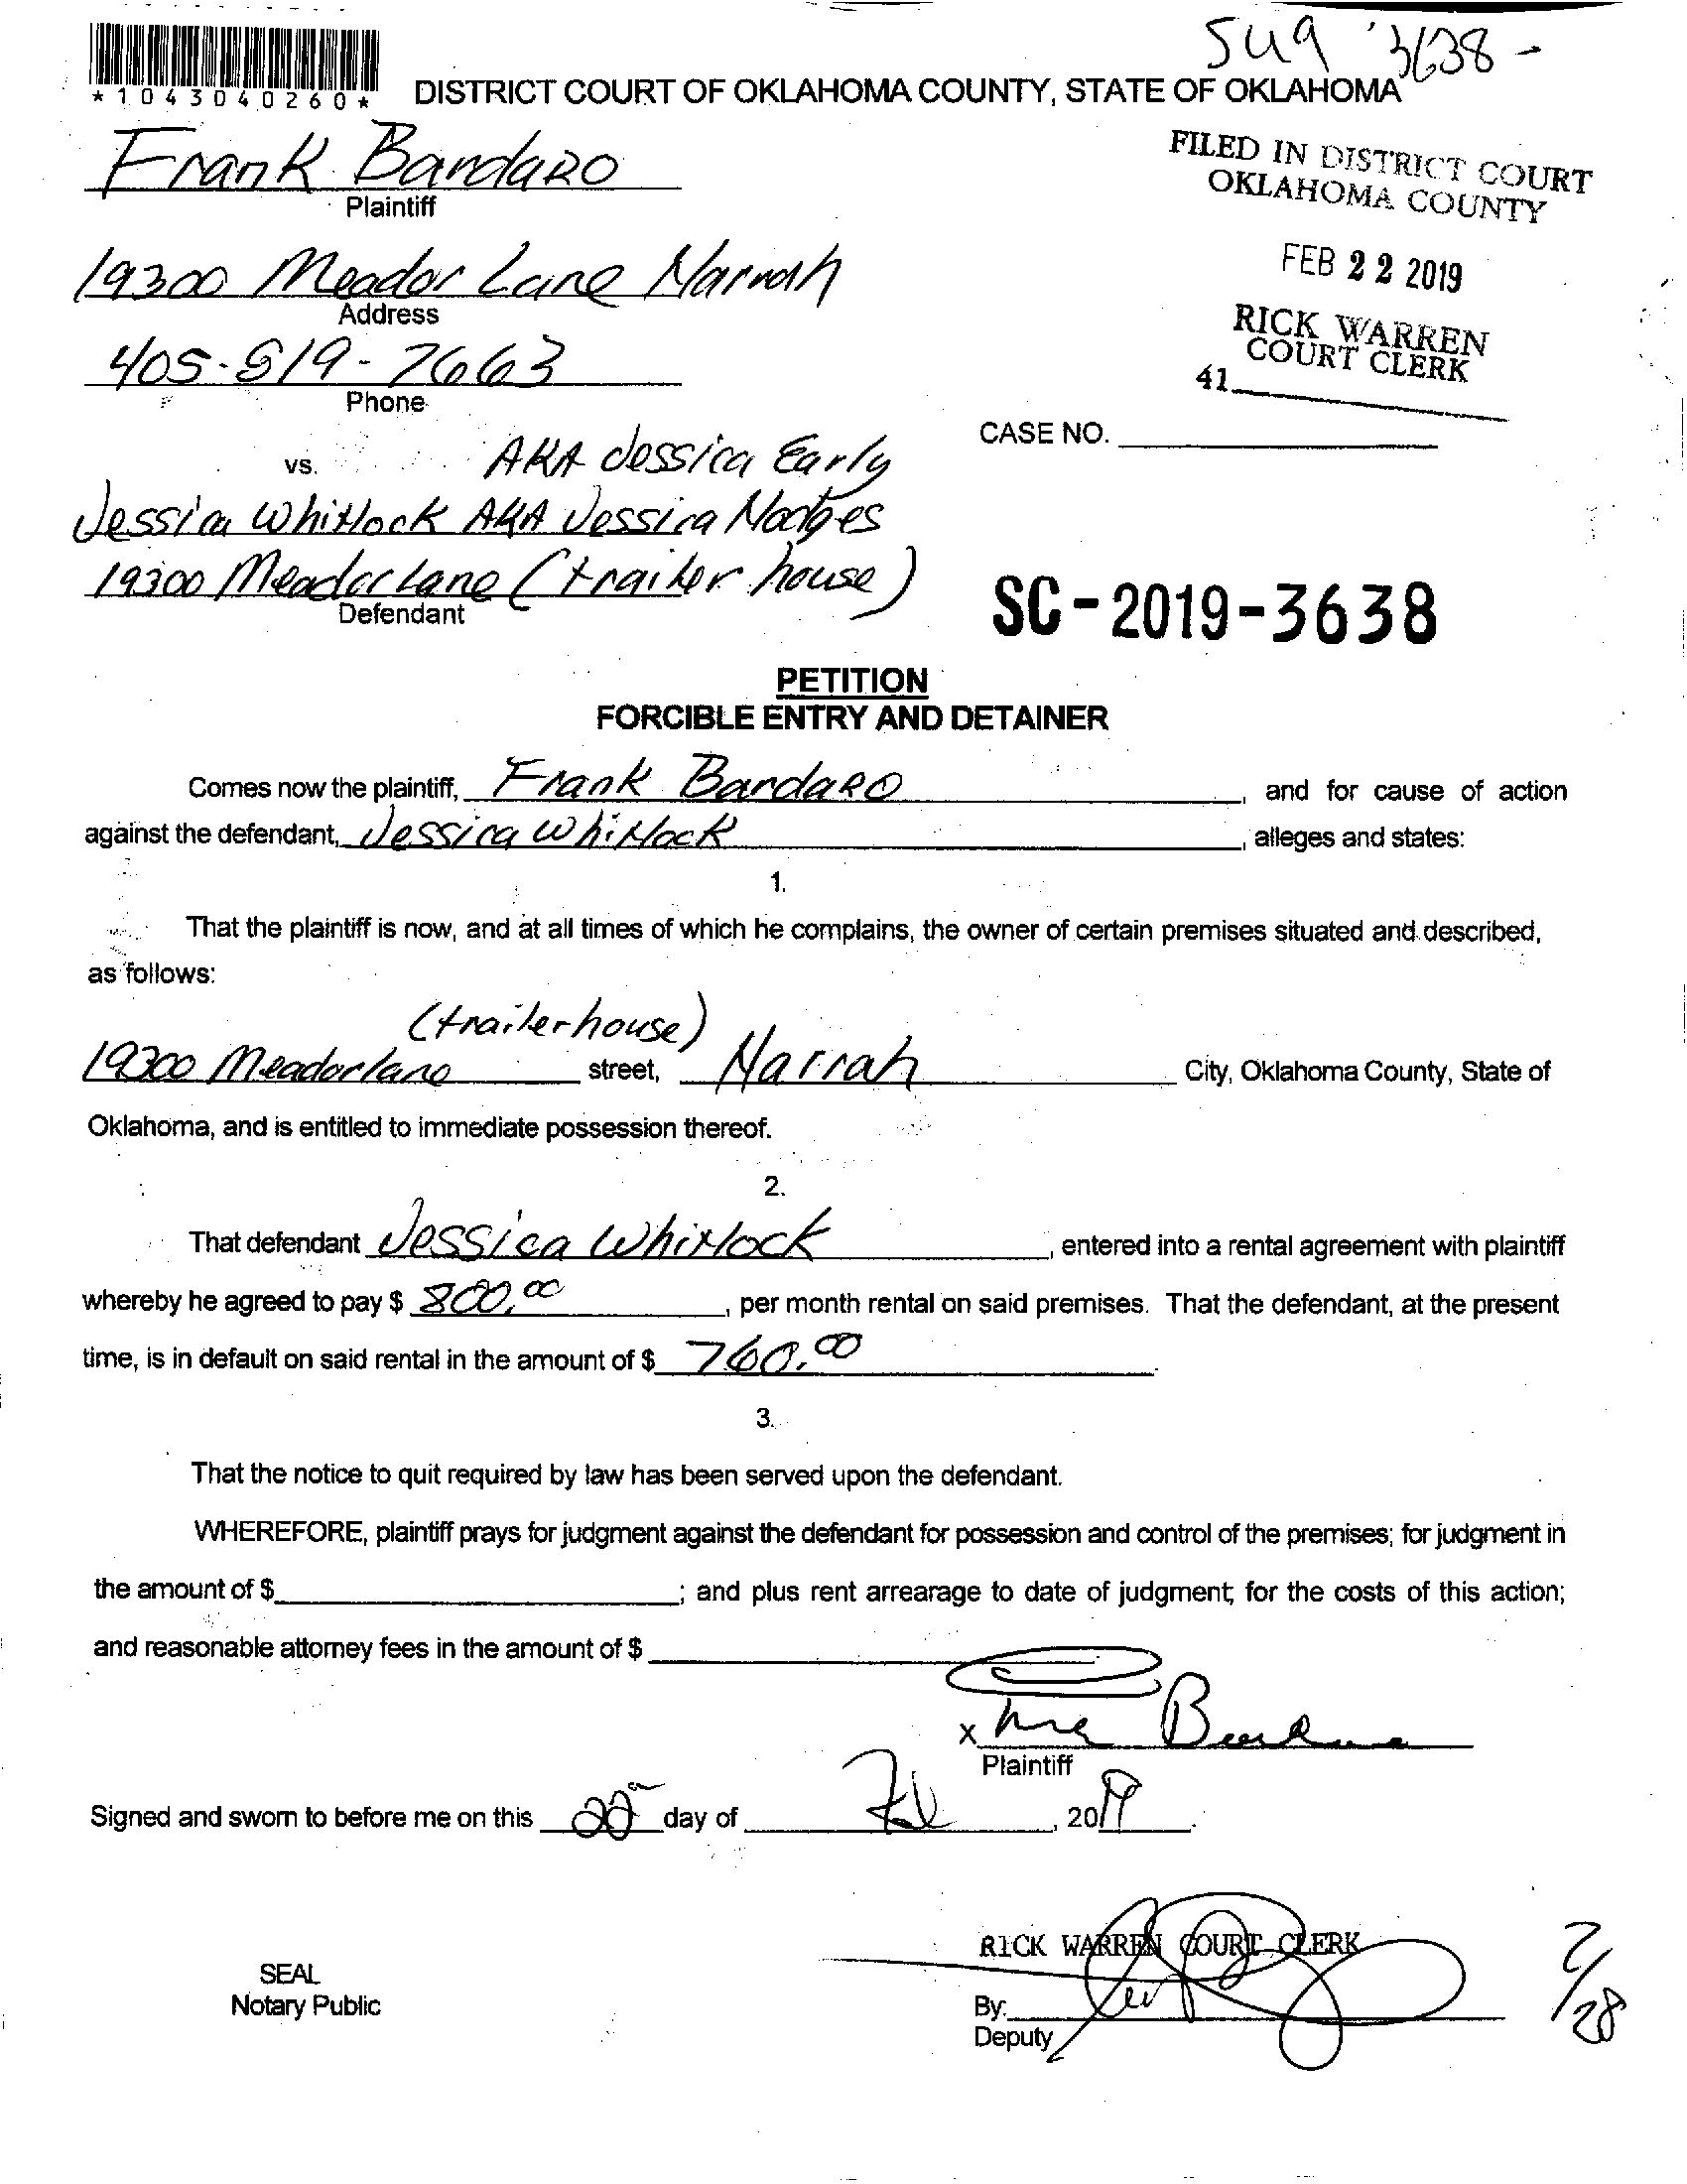 *1043040260*
3638-
DISTRICT COURT OF OKLAHOMA COUNTY, STATE OF OKLAHOMA
Frank Bardaro
Plaintiff
FILED IN DISTRICT COURT
OKLAHOMA COUNTY
FEB 22 2019
RICK WARREN
COURT CLERK
41
19300 Meador Lane Harrah
Address
405-819-7663
Phone
CASE NO.
vs. AKA Jessica Early
Jessica Whitlock AKA Jessica Hodges
19300 Meador Lane (trailer house)
Defendant
SC-2019-3638
PETITION
FORCIBLE ENTRY AND DETAINER
Comes now the plaintiff, Frank Bardaro, and for cause of action
against the defendant, Jessica Whitlock, alleges and states:
1.
That the plaintiff is now, and at all times of which he complains, the owner of certain premises situated and described,
as follows:
(trailer house)
19300 Meador lane street, Harrah City, Oklahoma County, State of
Oklahoma, and is entitled to immediate possession thereof.
2.
That defendant Jessica Whitlock, entered into a rental agreement with plaintiff
whereby he agreed to pay $ 800.00, per month rental on said premises. That the defendant, at the present
time, is in default on said rental in the amount of $ 760.00.
3.
That the notice to quit required by law has been served upon the defendant.
WHEREFORE, plaintiff prays for judgment against the defendant for possession and control of the premises; for judgment in
the amount of $ ; and plus rent arrearage to date of judgment; for the costs of this action;
and reasonable attorney fees in the amount of $
X
Plaintiff
Signed and sworn to before me on this 22 day of Feb, 2019.
RICK WARREN COURT CLERK
SEAL
Notary Public
By:
Deputy
2/28